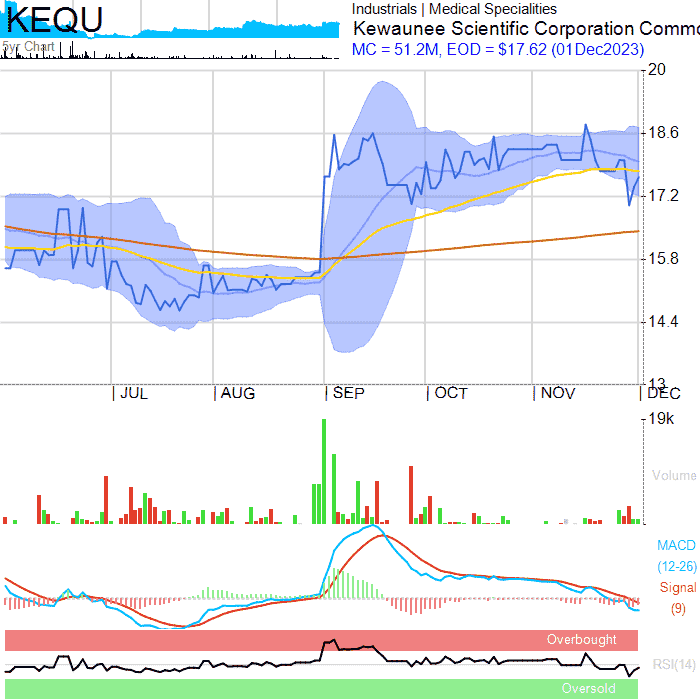 KEQU
Industrials | Medical Specialities
Kewaunee Scientific Corporation Commo
MC = 51.2M, EOD = $17.62 (01Dec2023)
5yr Chart
20
18.6
17.2
15.8
14.4
13
JUL AUG SEP OCT NOV DEC
19k
Volume
MACD
(12-26)
Signal
(9)
Overbought
RSI(14)
Oversold